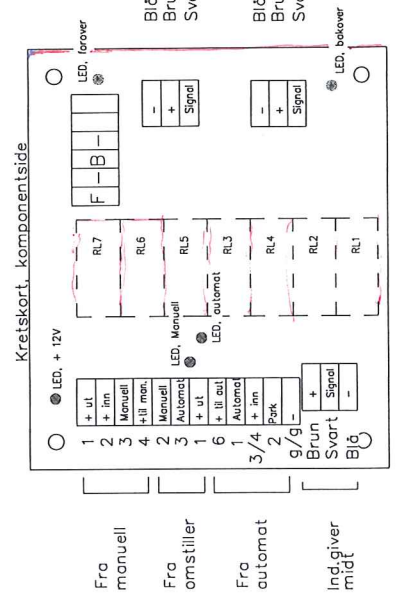 Kretskort, komponentside
LED, + 12V
LED, forover
Blå
Brun
Sva
Blå
Bru
Sva
F - B -
RL7
RL6
RL5
RL3
RL4
RL2
RL1
-
+
Signal
-
+
Signal
LED, bakover
LED, Manuell
LED, automat
1 + ut
2 + inn
3 Manuell
4 +til man.
2 Manuell
3 Automat
1 + ut
6 + til aut
1 Automat
3/4 + inn
2 Park
g/g -
Brun +
Svart Signal
Blå -
Fra
manuell
Fra
omstiller
Fra
automat
Ind.giver
midt